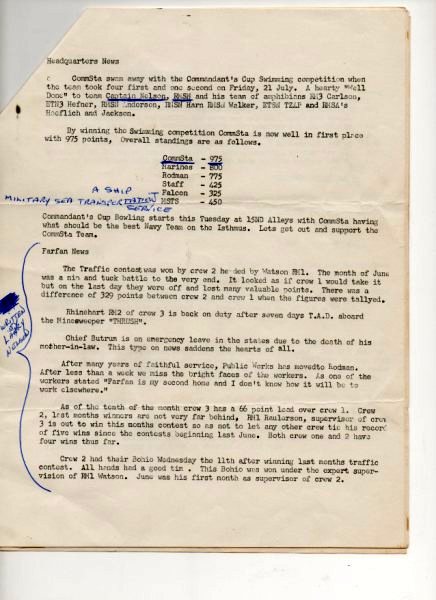 Headquarters News
CommSta swam away with the Commandant's Cup Swimming competition when
the team took four first and one second on Friday, 21 July. A hearty "Well
Done" to team Captain Nelson, RMSH and his team of amphibians RM3 Carlson,
ETN3 Hefner, RMSN Anderson, RMSN Harn RMSN Walker, ETSN TZAP and RMSA's
Hoeflich and Jackson.
By winning the Swimming competition CommSta is now well in first place
with 975 points, Overall standings are as follows.
CommSta - 975
Marines - 800
Rodman - 775
Staff - 425
Falcon - 325
MSTS - 450
A SHIP
MILITARY SEA TRANSPORTATION
SERVICE
Commandant's Cup Bowling starts this Tuesday at 15ND Alleys with CommSta having
what should be the best Navy Team on the Isthmus. Lets get out and support the
CommSta Team.
Farfan News
The Traffic contest was won by crew 2 headed by Watson RM1. The month of June
was a nip and tuck battle to the very end. It looked as if crew 1 would take it
but on the last day they were off and lost many valuable points. There was a
difference of 329 points between crew 2 and crew 1 when the figures were tallyed.
Rhinehart RM2 of crew 3 is back on duty after seven days T.A.D. aboard
the Minesweeper "THRUSH".
Chief Butrum is on emergency leave in the states due to the death of his
mother-in-law. This type on news saddens the hearts of all.
After many years of faithful service, Public Works has movedto Rodman.
After less than a week we miss the bright faces of the workers. As one of the
workers stated "Farfan is my second home and I don't know how it will be to
work elsewhere."
As of the tenth of the month crew 3 has a 66 point lead over crew 1. Crew
2, last months winners are not very far behind, RM1 Raulerson, supervisor of crew
3 is out to win this months contest so as not to let any other crew tie his record
of five wins since the contests beginning last June. Both crew one and 2 have
four wins thus far.
Crew 2 had their Bohio Wednesday the 11th after winning last months traffic
contest. All hands had a good tim . This Bohio was won under the expert super-
vision of RM1 Watson. June was his first month as supervisor of crew 2.
WRITTEN
BY
LARRY
NELSON